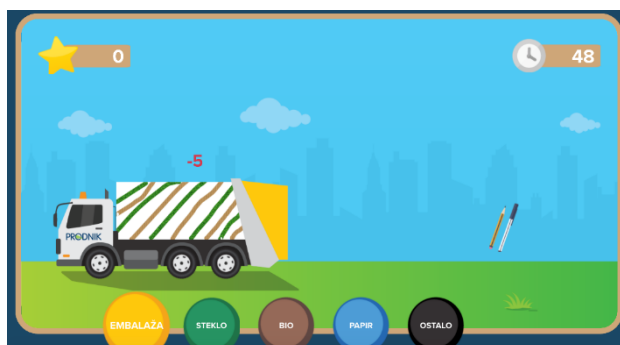 0
48
-5
PRODNIK
EMBALAŽA
STEKLO
BIO
PAPIR
OSTALO